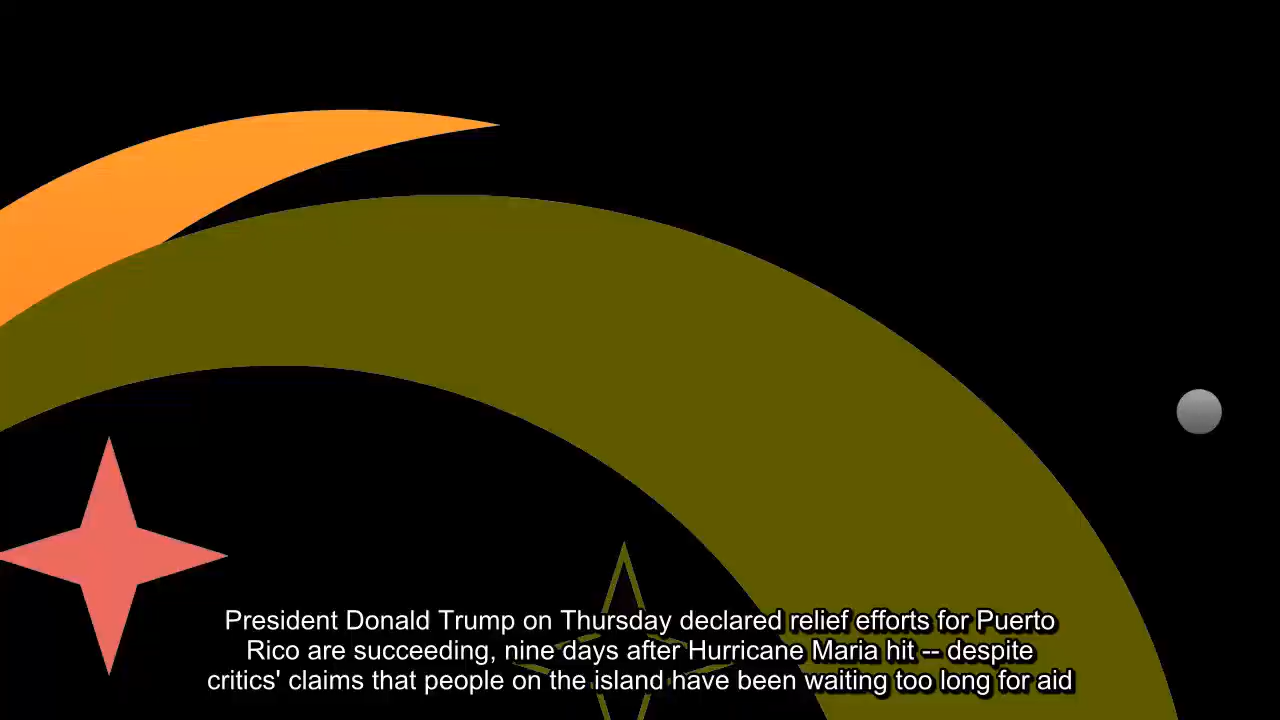 President Donald Trump on Thursday declared relief efforts for Puerto
Rico are succeeding, nine days after Hurricane Maria hit -- despite
critics' claims that people on the island have been waiting too long for aid